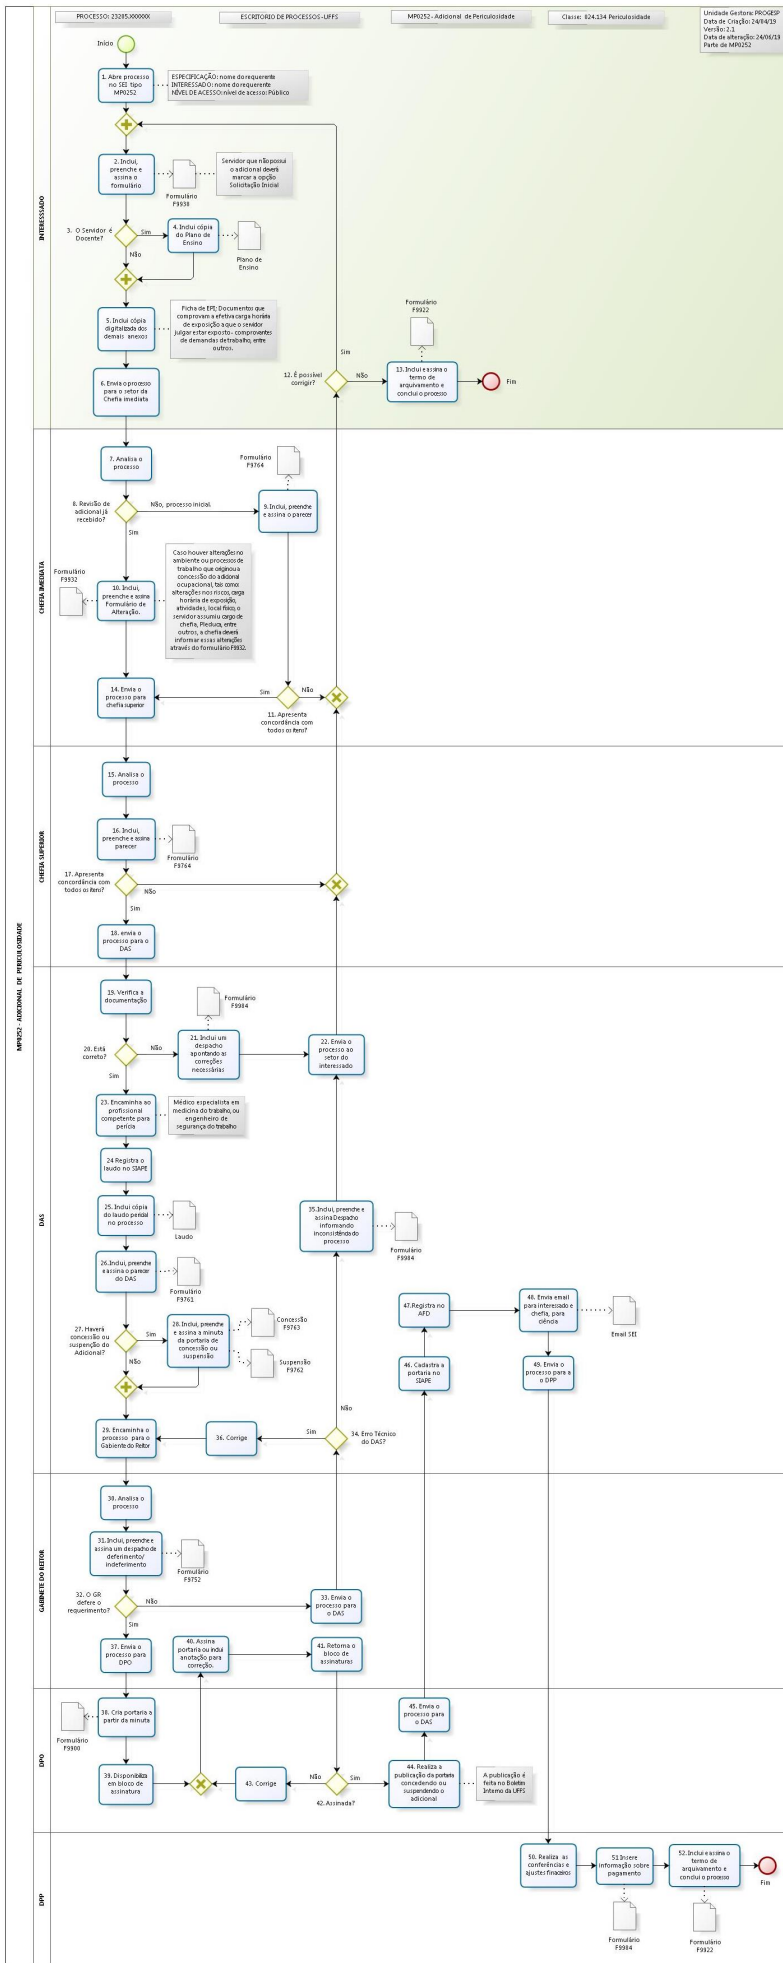 PROCESSO: 23205.XXXXXX
ESCRITÓRIO DE PROCESSOS-UFFS
MP0252- Adicional de Periculosidade
Classe: 024.134 Periculosidade
Unidade Gestora: PROGESP
Data de Criação: 24/04/19
Versão: 2.1
Data de alteração: 24/06/19
Parte de MP0252
MP0252 - ADICIONAL DE PERICULOSIDADE
INTERESSSADO
Início
1. Abre processo
no SEI tipo
MP0252
ESPECIFICAÇÃO: nome do requerente
INTERESSADO: nome do requerente
NÍVEL DE ACESSO: nível de acesso: Público
2. Inclui,
preenche e
assina o
formulário
Formulário
F9938
Servidor que não possui
o adicional deverá
marcar a opção
Solicitação Inicial
3. O Servidor é
Docente?
Sim
Não
4. Inclui cópia
do Plano de
Ensino
Plano de
Ensino
5. Inclui cópia
digitalizada dos
demais anexos
Ficha de EPI; Documentos que
comprovam a efetiva carga horária
de exposição a que o servidor
julgar estar exposto - comprovantes
de demandas de trabalho, entre
outros.
6. Envia o processo
para o setor da
Chefia imediata
Formulário
F9922
Sim
12. É possível
corrigir?
Não
13. Inclui e assina o
termo de
arquivamento e
conclui o processo
Fim
CHEFIA IMEDIATA
7. Analisa o
processo
8. Revisão de
adicional já
recebido?
Não, processo inicial.
Sim
Formulário
F9764
9. Inclui, preenche
e assina o parecer
Formulário
F9932
10. Inclui,
preenche e assina
Formulário de
Alteração.
Caso houver alterações no
ambiente ou processos de
trabalho que originou a
concessão do adicional
ocupacional, tais como:
alterações nos riscos, carga
horária de exposição,
atividades, local físico, o
servidor assumiu cargo de
chefia, Pleduca, entre
outros, a chefia deverá
informar essas alterações
através do formulário F9932.
14. Envia o
processo para
chefia superior
Sim
Não
11. Apresenta
concordância com
todos os itens?
CHEFIA SUPERIOR
15. Analisa o
processo
16. Inclui,
preenche e assina
parecer
Fromulário
F9764
17. Apresenta
concordância com
todos os itens?
Não
Sim
18. envia o
processo para o
DAS
DAS
19. Verifica a
documentação
20. Está
correto?
Não
Sim
Formulário
F9984
21. Inclui um
despacho
apontando as
correções
necessárias
22. Envia o
processo ao
setor do
interessado
23. Encaminha ao
profissional
competente para
perícia
Médico especialista em
medicina do trabalho, ou
engenheiro de
segurança do trabalho
24 Registra o
laudo no SIAPE
25. Inclui cópia
do laudo pericial
no processo
Laudo
26. Inclui, preenche
e assina o parecer
do DAS
Formulário
F9761
35. Inclui, preenche e
assina Despacho
informando
inconsistência do
processo
Formulário
F9984
27. Haverá
concessão ou
suspenção do
Adicional?
Sim
Não
28. Inclui, preenche
e assina a minuta
da portaria de
concessão ou
suspensão
Concessão
F9763
Suspensão
F9762
47.Registra no
AFD
46. Cadastra a
portaria no
SIAPE
48. Envia email
para interessado e
chefia, para
ciência
Email SEI
49. Envia o
processo para a
o DPP
29. Encaminha o
processo para o
Gabiente do Reitor
36. Corrige
Sim
Não
34. Erro Técnico
do DAS?
GABINETE DO REITOR
30. Analisa o
processo
31. Inclui, preenche e
assina um despacho de
deferimento/
indeferimento
Formulário
F9752
32. O GR
defere o
requerimento?
Não
Sim
33. Envia o
processo para
o DAS
37. Envia o
processo para
DPO
40. Assina
portaria ou inclui
anotação para
correção.
41. Retorna o
bloco de
assinaturas
DPO
38. Cria portaria a
partir da minuta
Formulário
F9900
39. Disponibiliza
em bloco de
assinatura
43. Corrige
Não
Sim
42. Assinada?
45. Envia o
processo para
o DAS
44. Realiza a
publicação da portaria
concedendo ou
suspendendo o
adicional
A publicação é
feita no Boletim
Interno da UFFS
DPP
50. Realiza as
conferências e
ajustes finaceiros
51.Insere
informação sobre
pagamento
52. Inclui e assina o
termo de
arquivamento e
conclui o processo
Fim
Formulário
F9984
Formulário
F9922